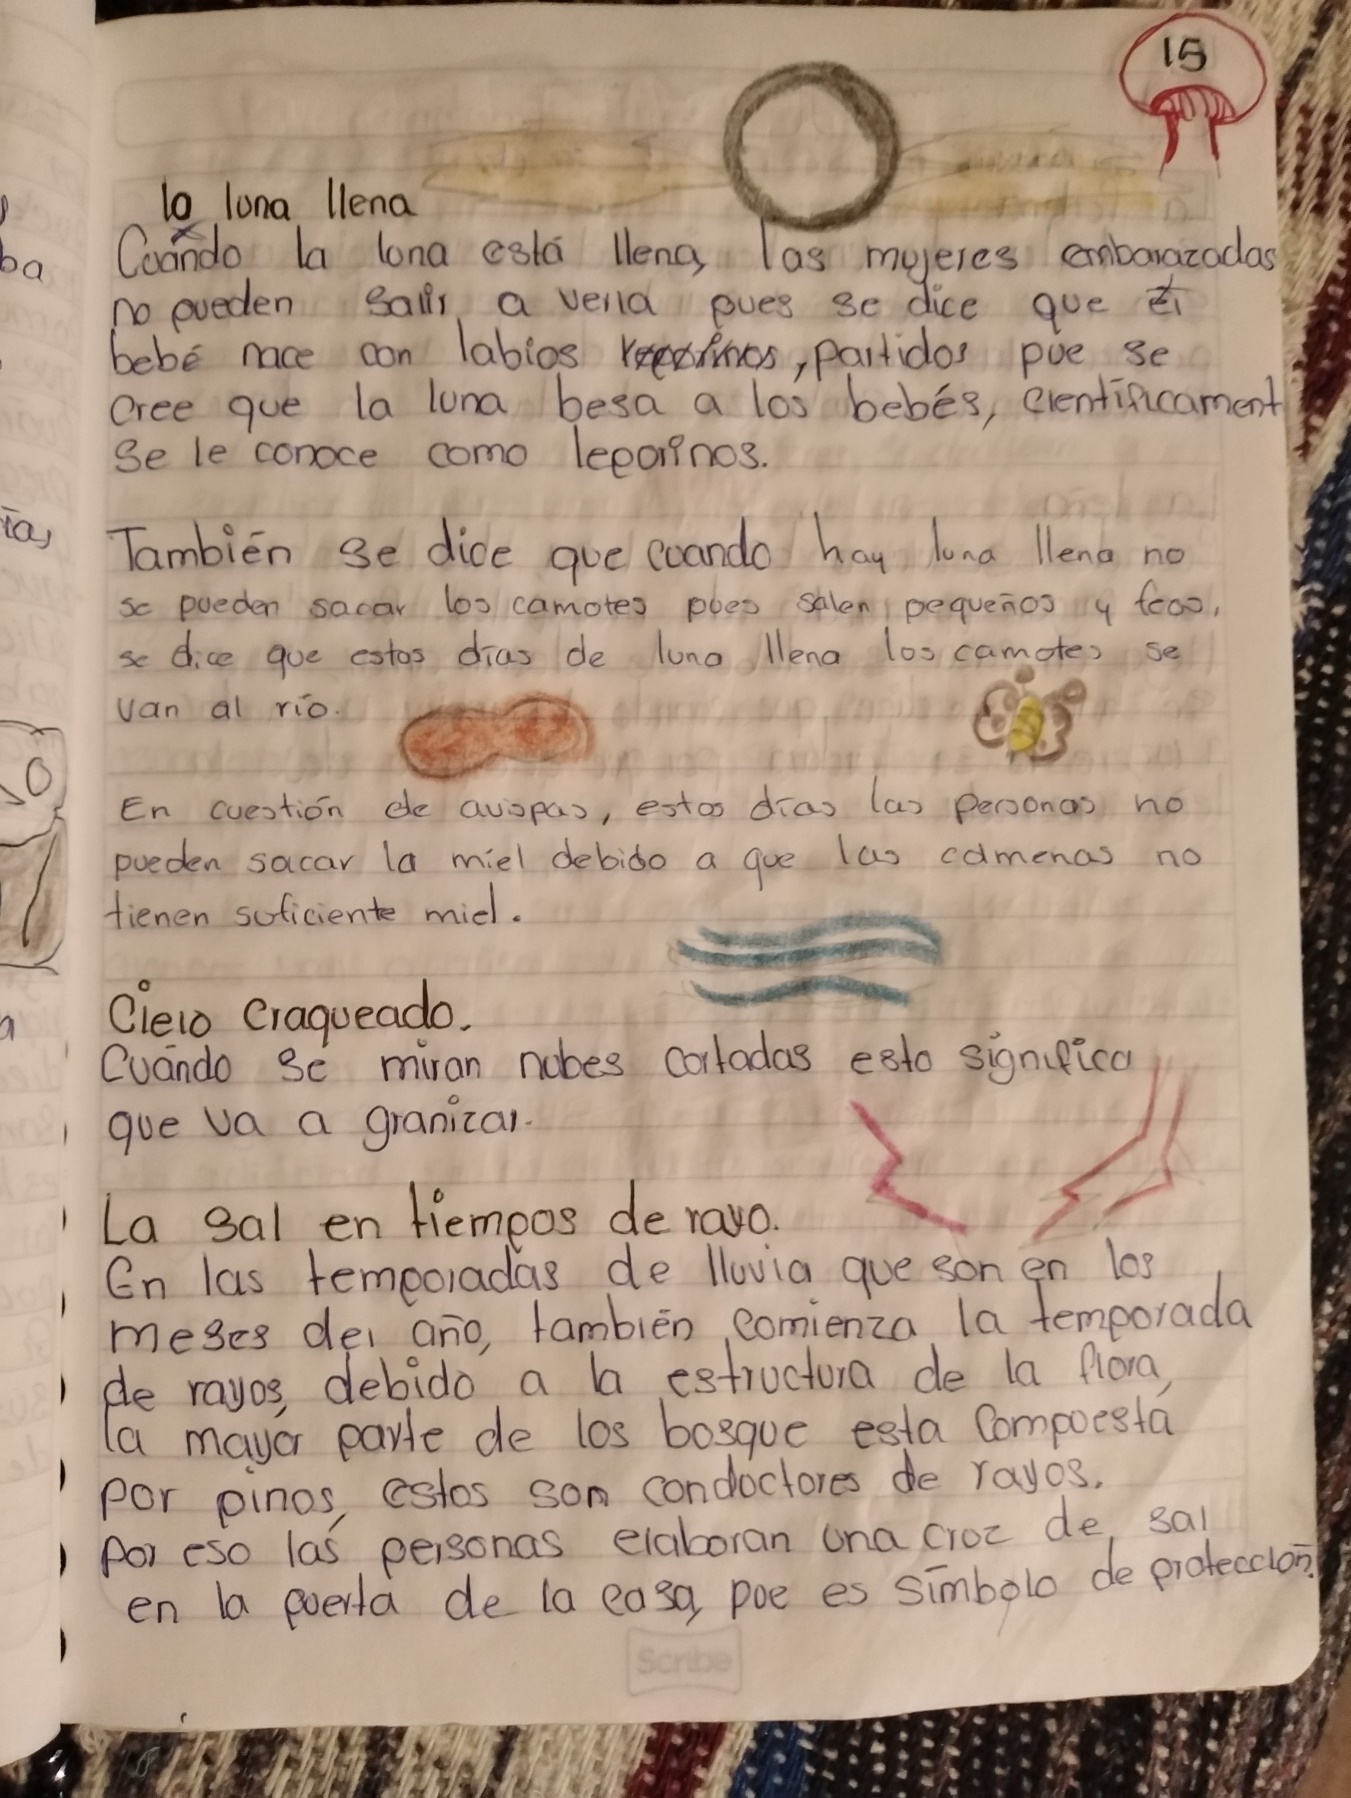 15
la luna llena
Cuándo la luna está llena, las mujeres embarazadas
no pueden salir a verla pues se dice que el
bebé nace con labios, partidos pue se
cree que la luna besa a los bebés, científicament
se le conoce como leporinos.
También se dice que cuando hay luna llena no
se pueden sacar los camotes pues salen pequeños y feos,
se dice que estos días de luna llena los camotes se
van al río.
En cuestión de avispas, estos días las personas no
pueden sacar la miel debido a que las colmenas no
tienen suficiente miel.
Cielo craqueado.
Cuándo se miran nubes cortadas esto significa
que va a granizar.
La sal en tiempos de rayo.
En las temporadas de lluvia que son en los
meses del año, también comienza la temporada
de rayos, debido a la estructura de la flora,
la mayor parte de los bosque esta compuesta
por pinos, estos son conductores de rayos.
por eso las personas elaboran una cruz de sal
en la puerta de la casa, pue es símbolo de protección.
Scribe
ba
ías
a